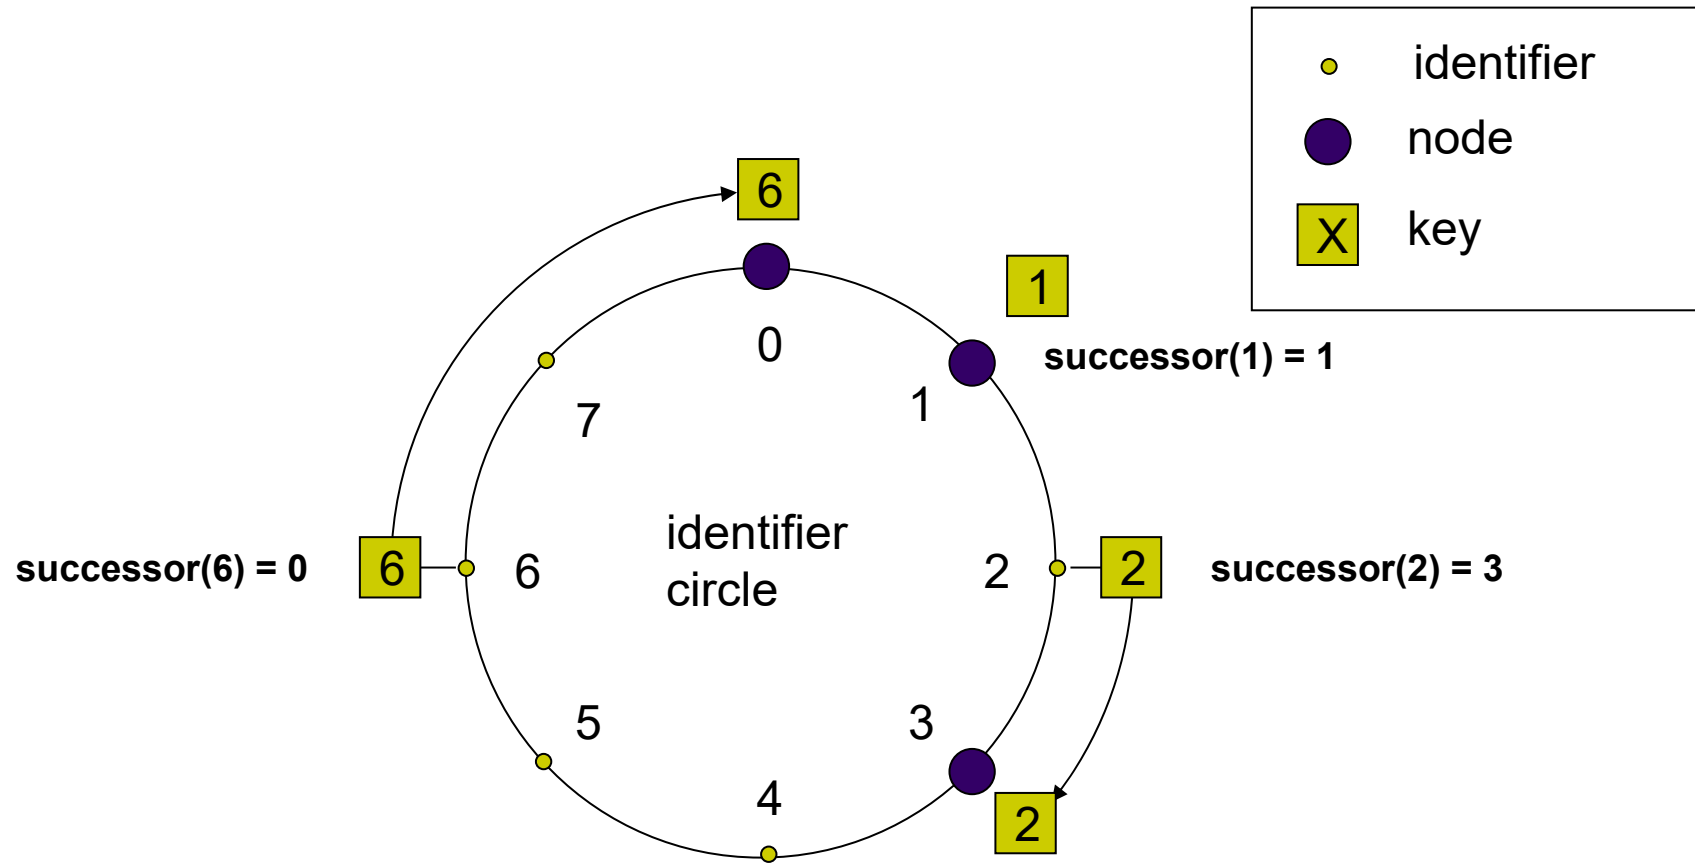 identifier
node
X key
6
1
0
successor(1) = 1
1
7
identifier
circle
successor(6) = 0 6 6 2 2 successor(2) = 3
5 3
4
2